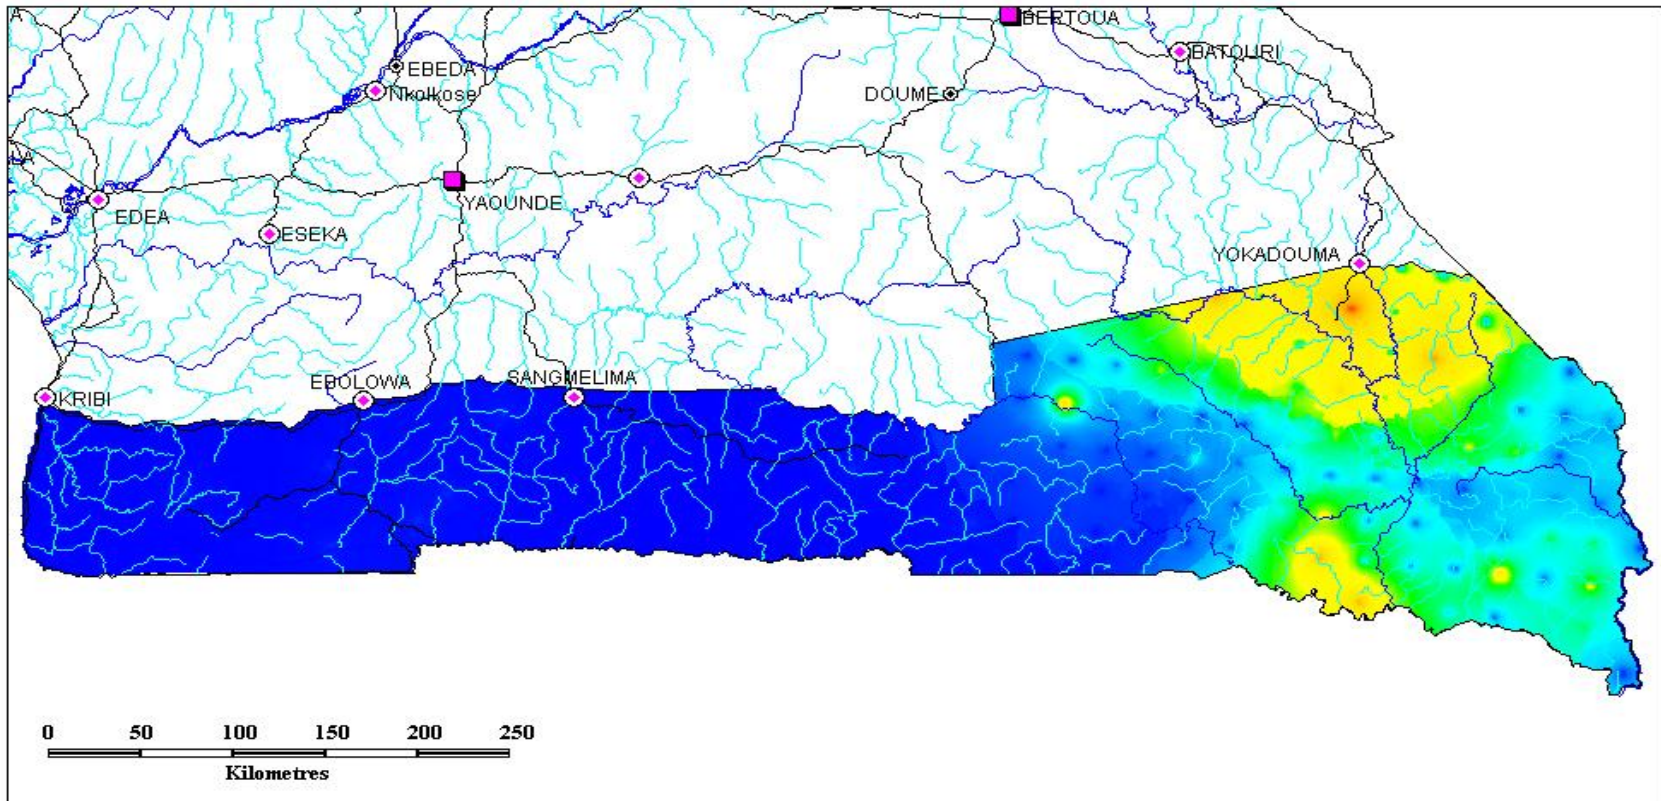 A
BERTOUA
BATOURI
EBEDA
Nkolkose
DOUME
LA
YAOUNDE
EDEA
ESEKA
YOKADOUMA
EBOLOWA
SANGMELIMA
KRIBI
0 50 100 150 200 250
Kilometres